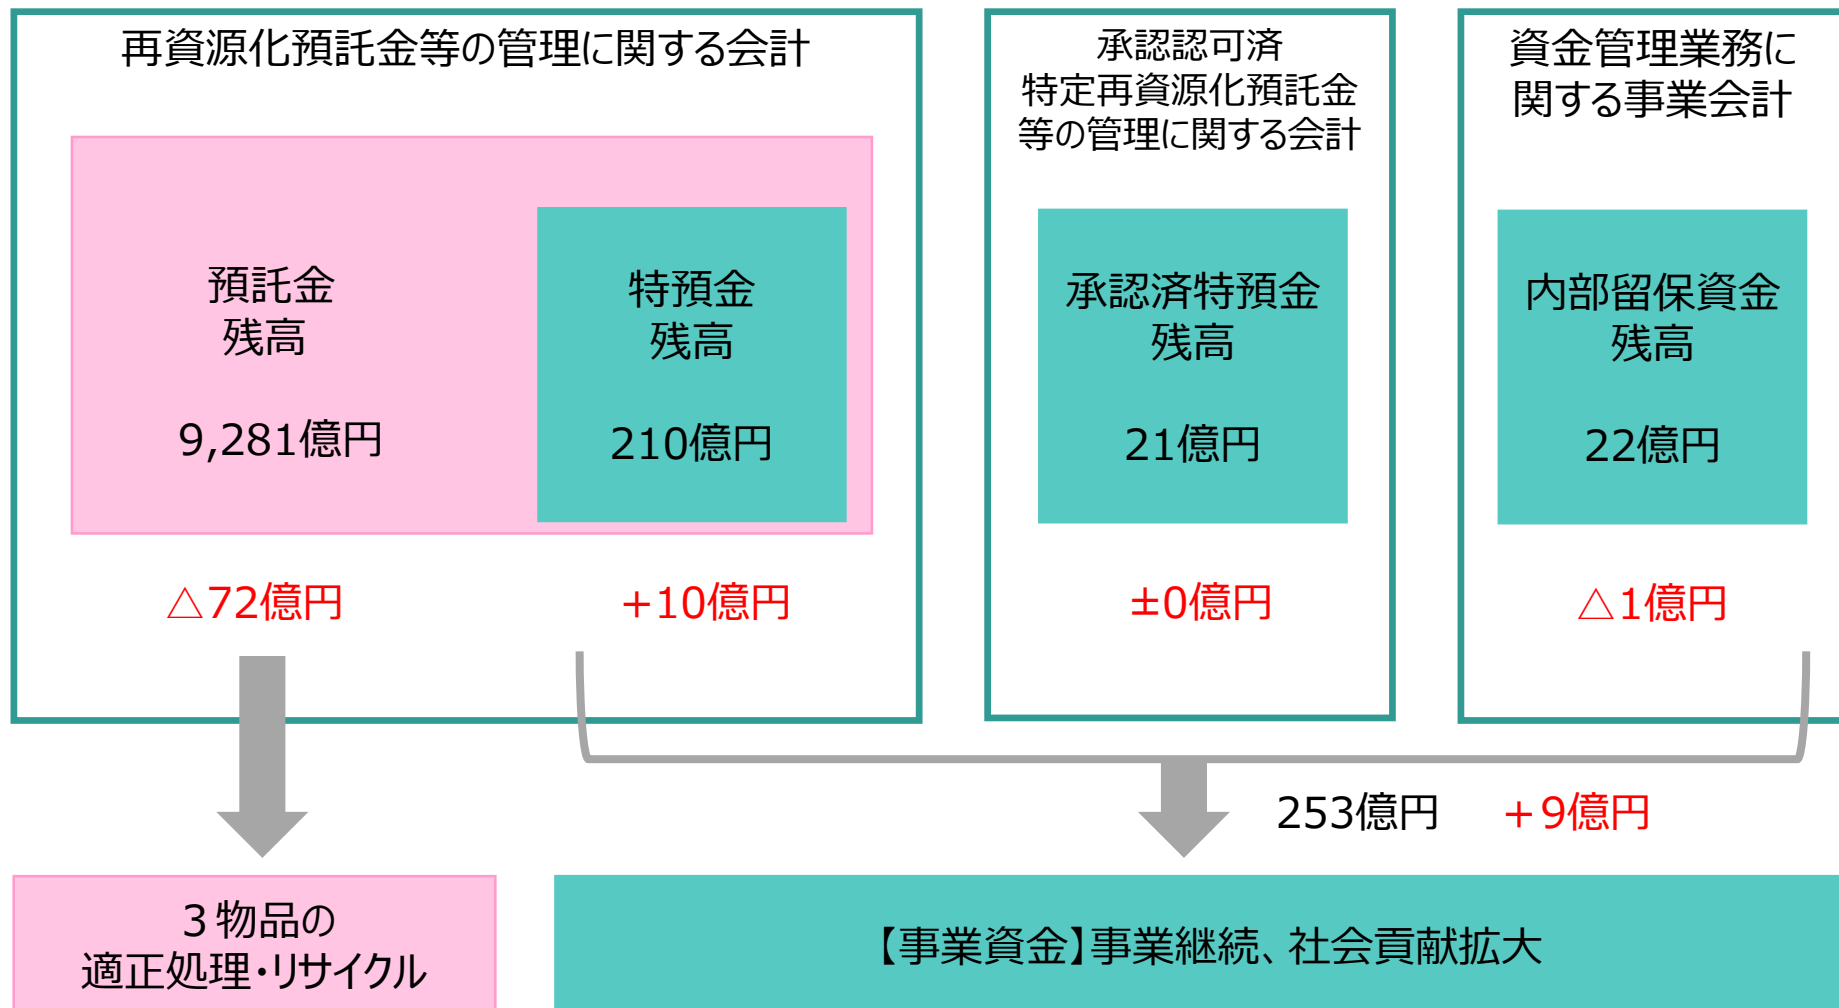 再資源化預託金等の管理に関する会計
預託金
残高
9,281億円
特預金
残高
210億円
△72億円
+10億円
承認認可済
特定再資源化預託金
等の管理に関する会計
承認済特預金
残高
21億円
±0億円
資金管理業務に
関する事業会計
内部留保資金
残高
22億円
△1億円
253億円
+9億円
3物品の
適正処理・リサイクル
【事業資金】事業継続、社会貢献拡大